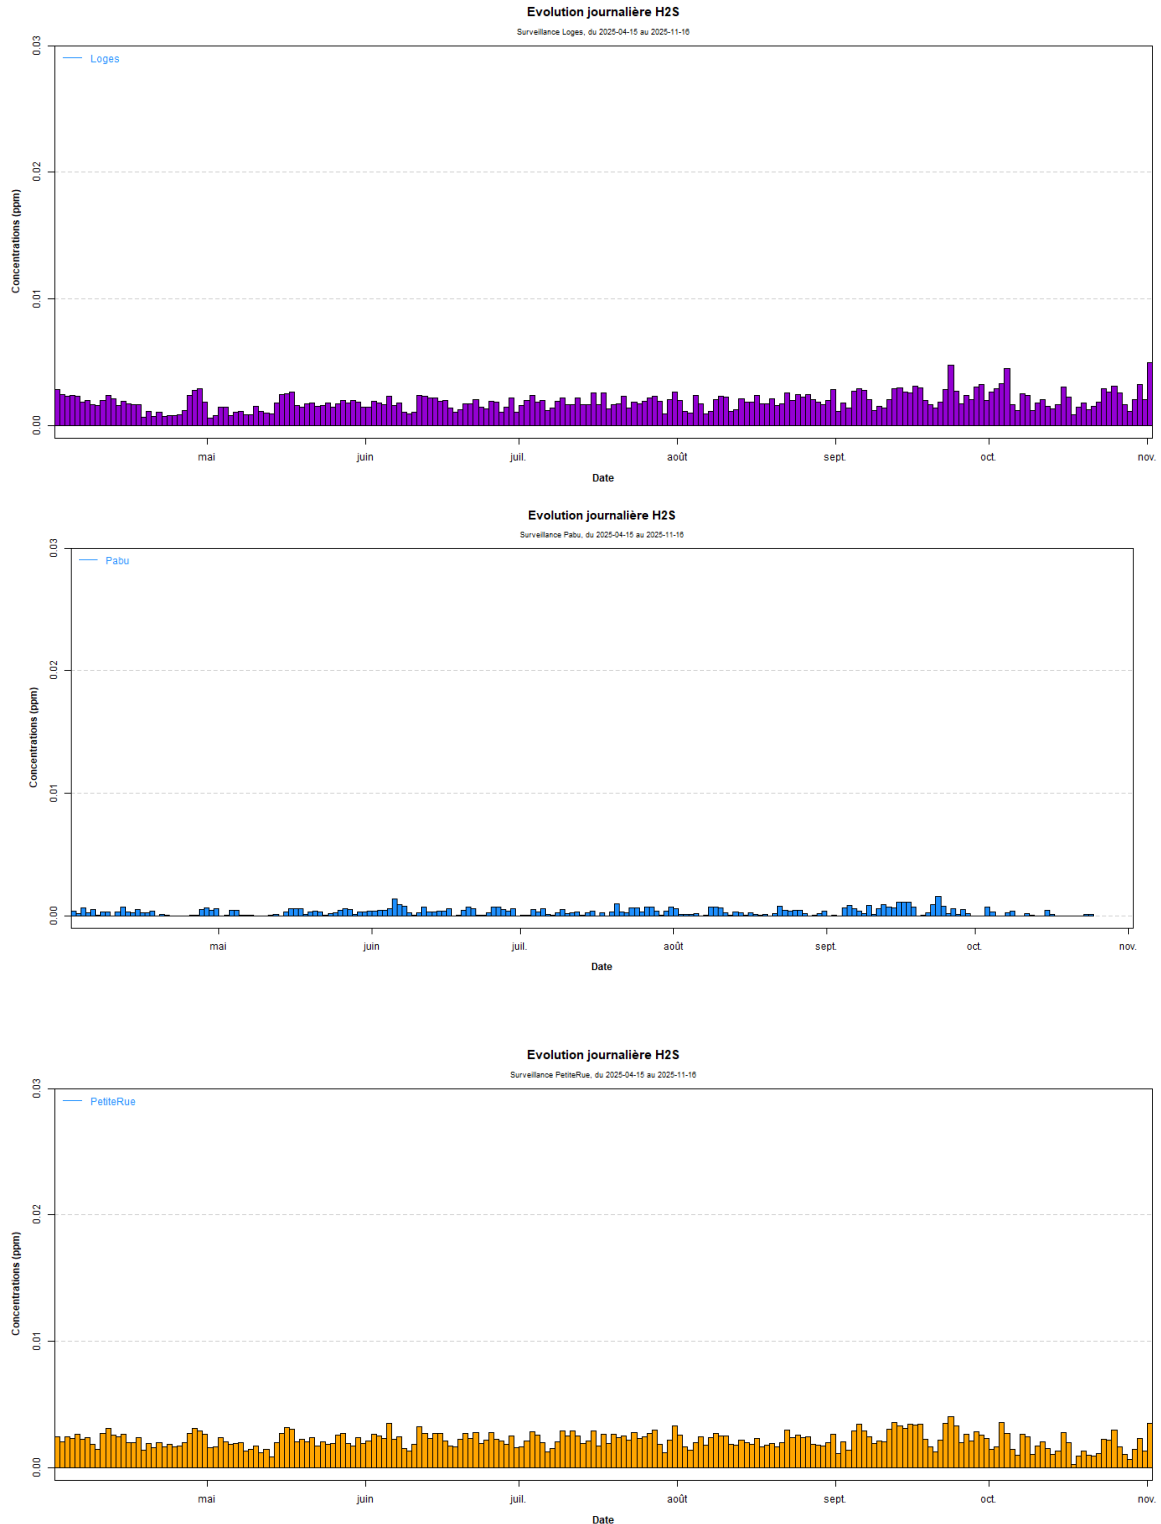 Evolution journalière H2S
Surveillance Loges, du 2025-04-15 au 2025-11-16
Loges
Concentrations (ppm)
0.03
0.02
0.01
0.00
mai juin juil. août sept. oct. nov.
Date
Evolution journalière H2S
Surveillance Pabu, du 2025-04-15 au 2025-11-16
Pabu
Concentrations (ppm)
0.03
0.02
0.01
0.00
mai juin juil. août sept. oct. nov.
Date
Evolution journalière H2S
Surveillance PetiteRue, du 2025-04-15 au 2025-11-16
PetiteRue
Concentrations (ppm)
0.03
0.02
0.01
0.00
mai juin juil. août sept. oct. nov.
Date